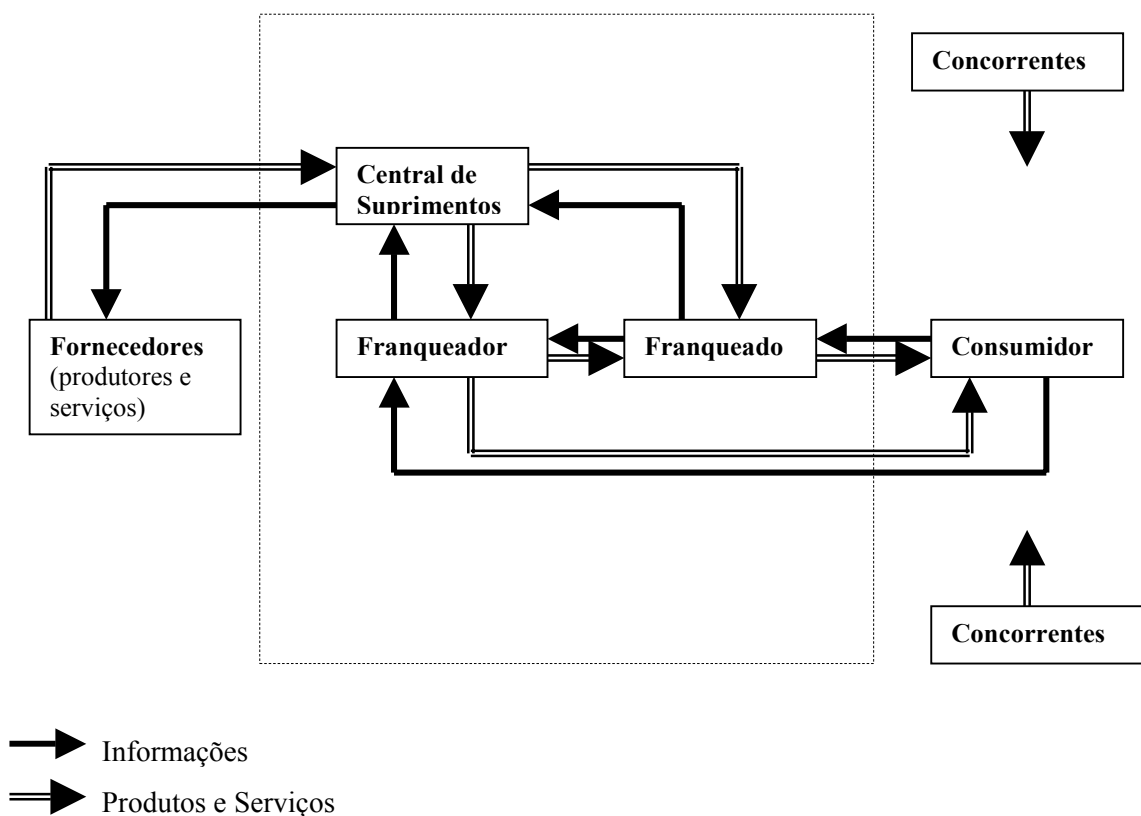 Concorrentes
Central de
Suprimentos
Fornecedores
(produtores e
serviços)
Franqueador
Franqueado
Consumidor
Concorrentes
Informações
Produtos e Serviços